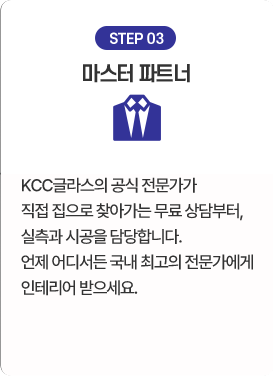 STEP 03
마스터 파트너
KCC글라스의 공식 전문가가
직접 집으로 찾아가는 무료 상담부터,
실측과 시공을 담당합니다.
언제 어디서든 국내 최고의 전문가에게
인테리어 받으세요.